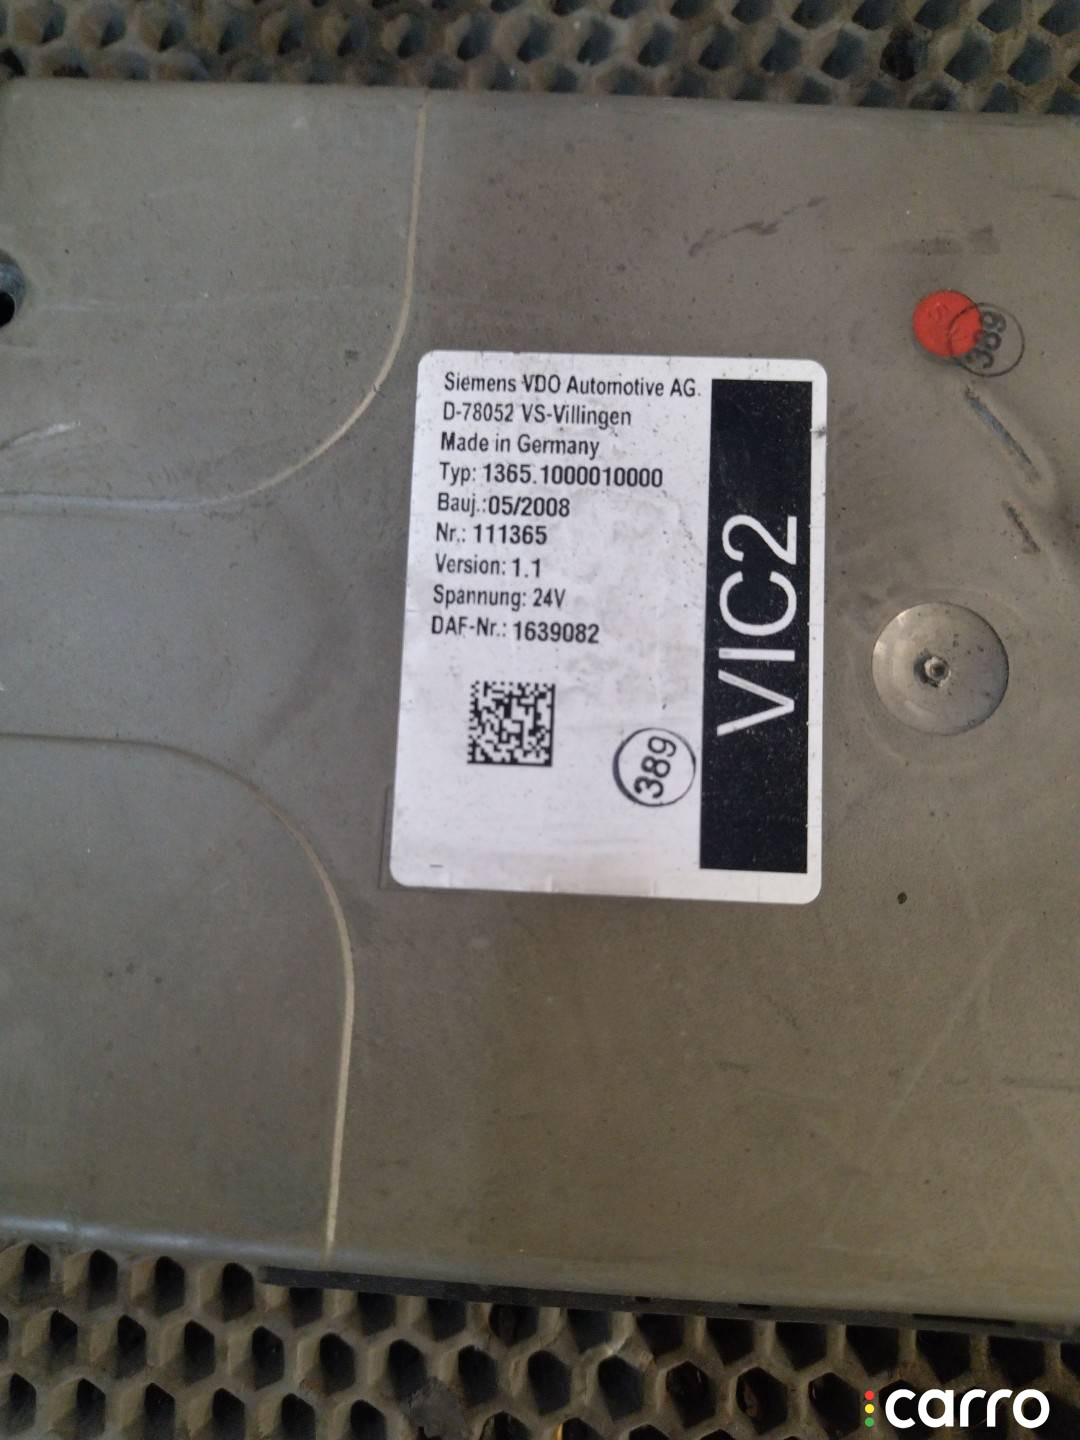 Siemens VDO Automotive AG.
D-78052 VS-Villingen
Made in Germany
Typ: 1365.1000010000
Bauj.:05/2008
Nr.: 111365
Version: 1.1
Spannung: 24V
DAF-Nr.: 1639082
389
VIC2
389
carro